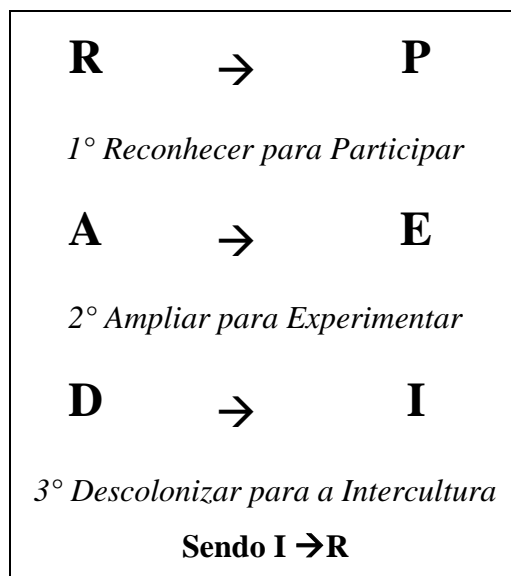 R → P
1° Reconhecer para Participar
A → E
2° Ampliar para Experimentar
D → I
3° Descolonizar para a Intercultura
Sendo I →R